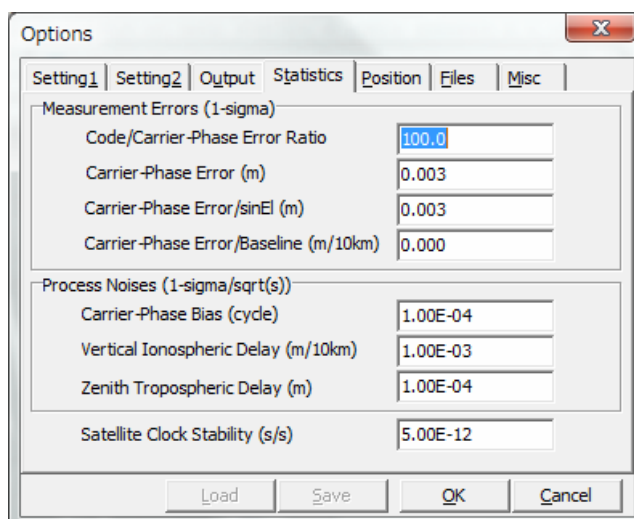 Options
Setting1 Setting2 Output Statistics Position Files Misc
Measurement Errors (1-sigma)
Code/Carrier-Phase Error Ratio 100.0
Carrier-Phase Error (m) 0.003
Carrier-Phase Error/sinEl (m) 0.003
Carrier-Phase Error/Baseline (m/10km) 0.000
Process Noises (1-sigma/sqrt(s))
Carrier-Phase Bias (cycle) 1.00E-04
Vertical Ionospheric Delay (m/10km) 1.00E-03
Zenith Tropospheric Delay (m) 1.00E-04
Satellite Clock Stability (s/s) 5.00E-12
Load Save OK Cancel